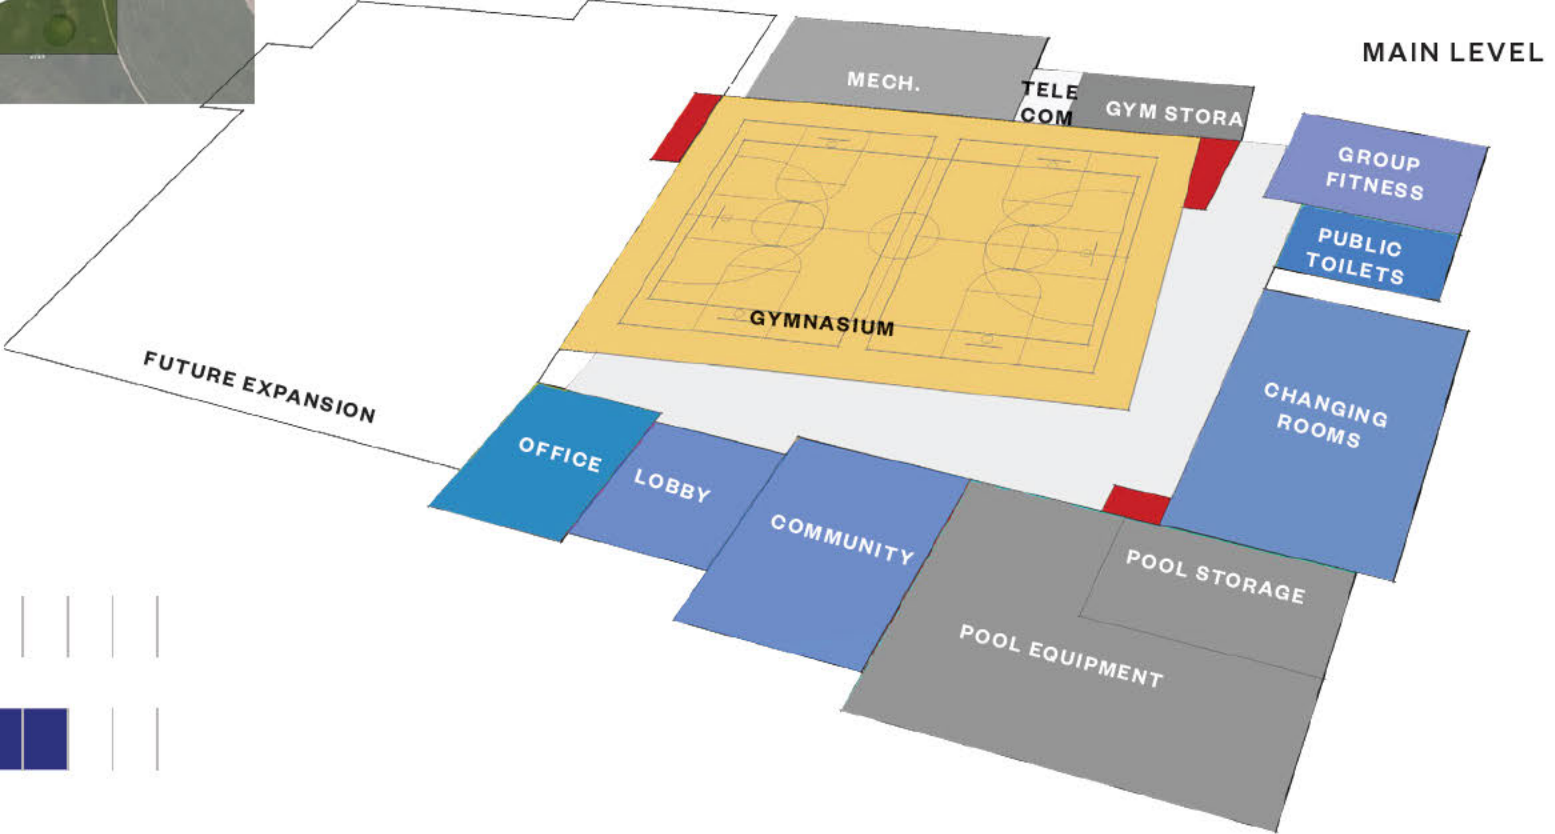 MAIN LEVEL
MECH.
TELE
COM
GYM STORA
GROUP
FITNESS
PUBLIC
TOILETS
GYMNASIUM
FUTURE EXPANSION
CHANGING
ROOMS
OFFICE
LOBBY
COMMUNITY
POOL STORAGE
POOL EQUIPMENT